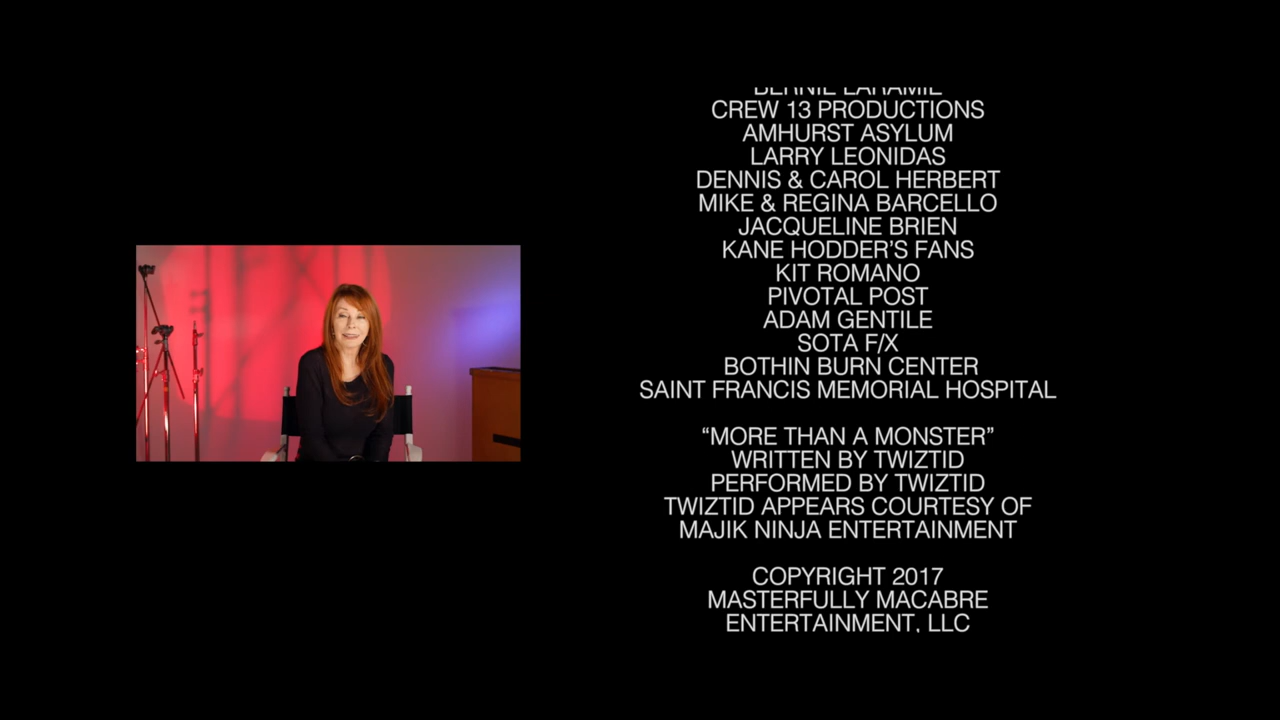 BERNIE LARAMIE
CREW 13 PRODUCTIONS
AMHURST ASYLUM
LARRY LEONIDAS
DENNIS & CAROL HERBERT
MIKE & REGINA BARCELLO
JACQUELINE BRIEN
KANE HODDER’S FANS
KIT ROMANO
PIVOTAL POST
ADAM GENTILE
SOTA F/X
BOTHIN BURN CENTER
SAINT FRANCIS MEMORIAL HOSPITAL
“MORE THAN A MONSTER”
WRITTEN BY TWIZTID
PERFORMED BY TWIZTID
TWIZTID APPEARS COURTESY OF
MAJIK NINJA ENTERTAINMENT
COPYRIGHT 2017
MASTERFULLY MACABRE
ENTERTAINMENT, LLC